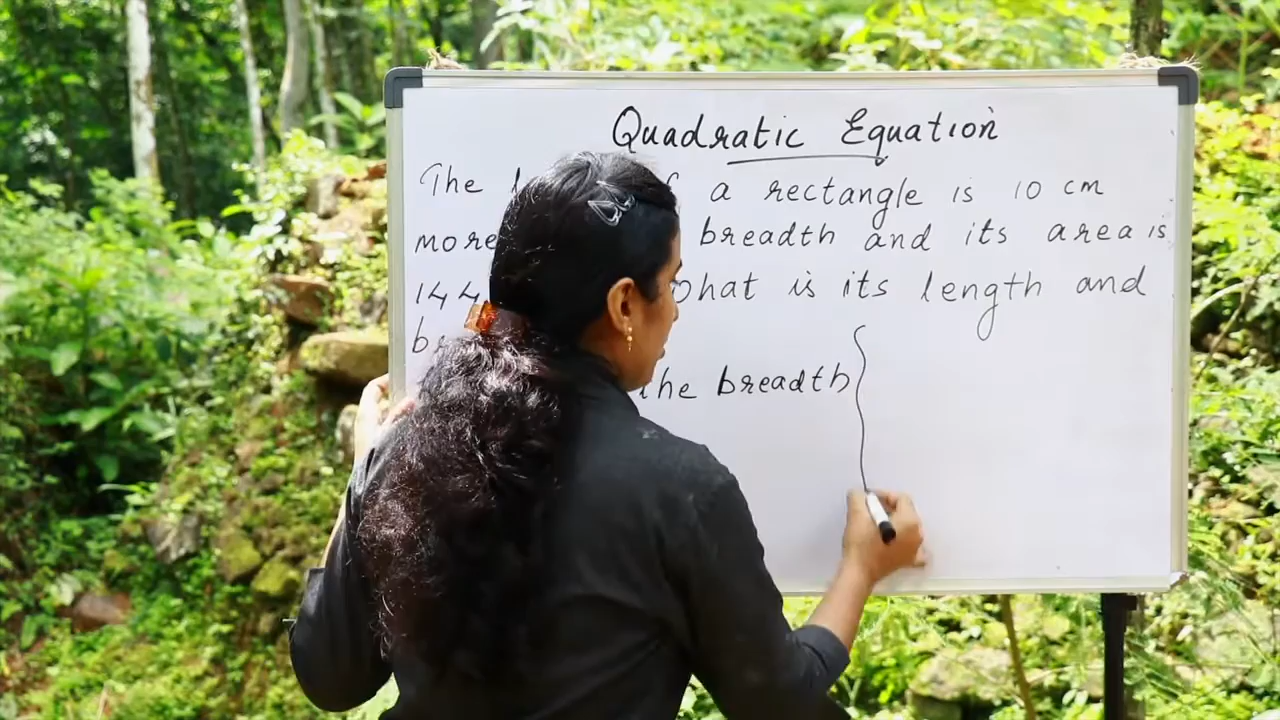 Quadratic Equation
The a rectangle is 10 cm
more breadth and its area is
144 what is its length and
the breadth